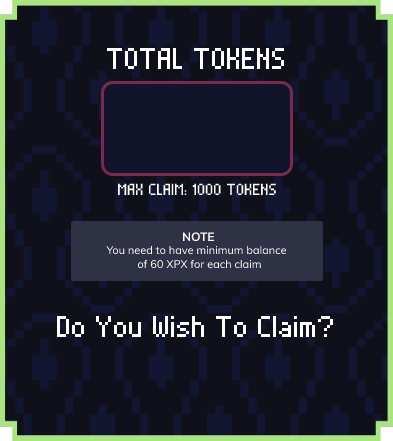 TOTAL TOKENS
MAX CLAIM: 1000 TOKENS
NOTE
You need to have minimum balance
of 60 XPX for each claim
Do You Wish To Claim?